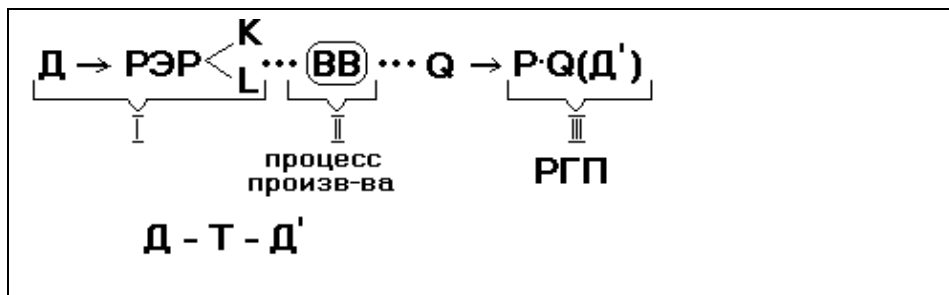 Д → РЭР K L ··· ВВ ··· Q → P·Q(Д')
I II III
процесс
произв-ва
РГП
Д - Т - Д'